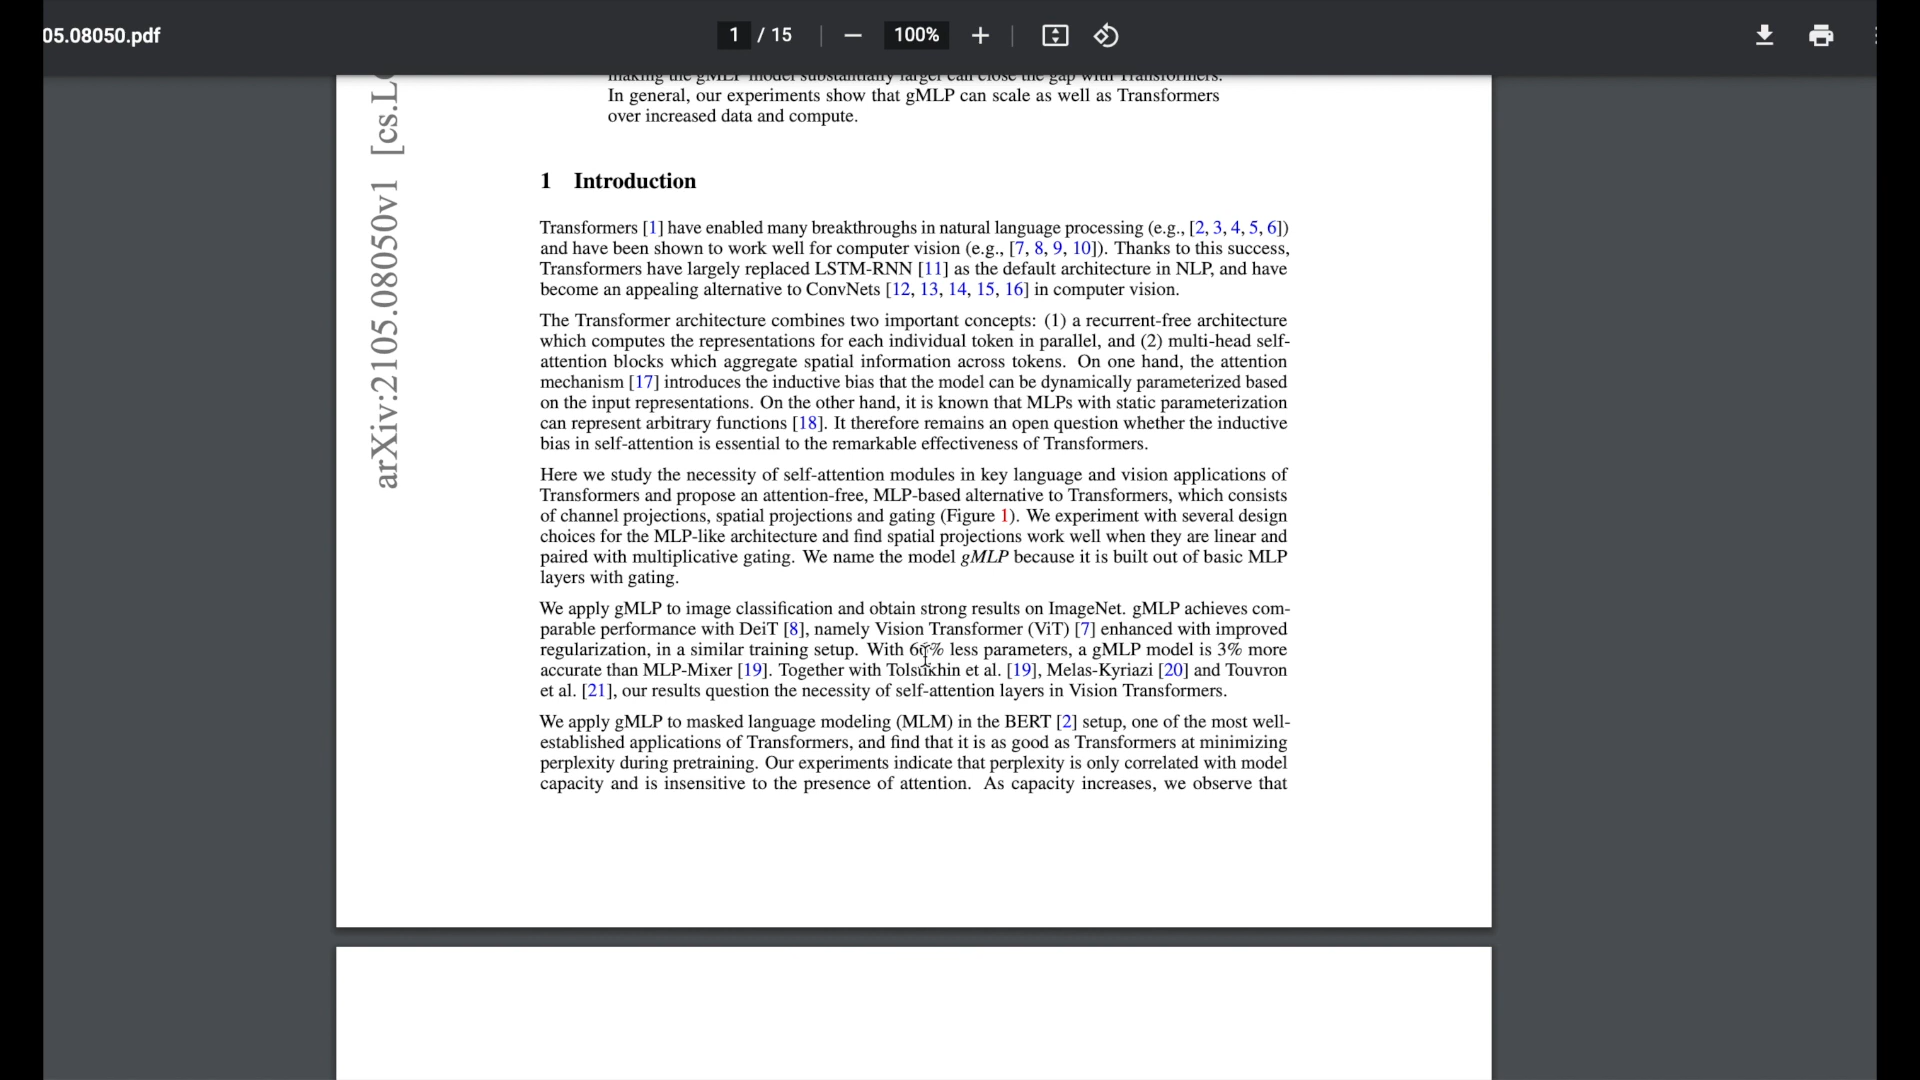 05.08050.pdf
1 / 15
100%
making the gMLP model substantially larger can close the gap with Transformers.
In general, our experiments show that gMLP can scale as well as Transformers
over increased data and compute.
arXiv:2105.08050v1 [cs.L
1 Introduction
Transformers [1] have enabled many breakthroughs in natural language processing (e.g., [2, 3, 4, 5, 6])
and have been shown to work well for computer vision (e.g., [7, 8, 9, 10]). Thanks to this success,
Transformers have largely replaced LSTM-RNN [11] as the default architecture in NLP, and have
become an appealing alternative to ConvNets [12, 13, 14, 15, 16] in computer vision.
The Transformer architecture combines two important concepts: (1) a recurrent-free architecture
which computes the representations for each individual token in parallel, and (2) multi-head self-
attention blocks which aggregate spatial information across tokens. On one hand, the attention
mechanism [17] introduces the inductive bias that the model can be dynamically parameterized based
on the input representations. On the other hand, it is known that MLPs with static parameterization
can represent arbitrary functions [18]. It therefore remains an open question whether the inductive
bias in self-attention is essential to the remarkable effectiveness of Transformers.
Here we study the necessity of self-attention modules in key language and vision applications of
Transformers and propose an attention-free, MLP-based alternative to Transformers, which consists
of channel projections, spatial projections and gating (Figure 1). We experiment with several design
choices for the MLP-like architecture and find spatial projections work well when they are linear and
paired with multiplicative gating. We name the model gMLP because it is built out of basic MLP
layers with gating.
We apply gMLP to image classification and obtain strong results on ImageNet. gMLP achieves com-
parable performance with DeiT [8], namely Vision Transformer (ViT) [7] enhanced with improved
regularization, in a similar training setup. With less parameters, a gMLP model is 3% more
accurate than MLP-Mixer [19]. Together with Tolstikhin et al. [19], Melas-Kyriazi [20] and Touvron
et al. [21], our results question the necessity of self-attention layers in Vision Transformers.
We apply gMLP to masked language modeling (MLM) in the BERT [2] setup, one of the most well-
established applications of Transformers, and find that it is as good as Transformers at minimizing
perplexity during pretraining. Our experiments indicate that perplexity is only correlated with model
capacity and is insensitive to the presence of attention. As capacity increases, we observe that